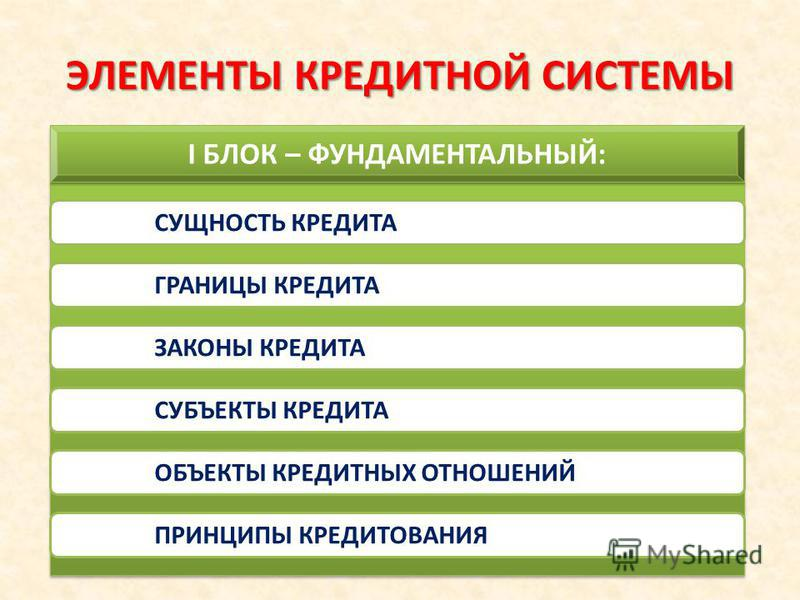 ЭЛЕМЕНТЫ КРЕДИТНОЙ СИСТЕМЫ
I БЛОК – ФУНДАМЕНТАЛЬНЫЙ:
СУЩНОСТЬ КРЕДИТА
ГРАНИЦЫ КРЕДИТА
ЗАКОНЫ КРЕДИТА
СУБЪЕКТЫ КРЕДИТА
ОБЪЕКТЫ КРЕДИТНЫХ ОТНОШЕНИЙ
ПРИНЦИПЫ КРЕДИТОВАНИЯ
MyShared